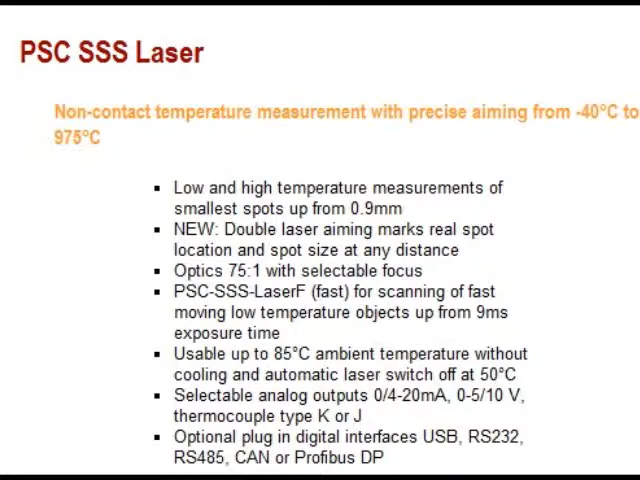 PSC SSS Laser
Non-contact temperature measurement with precise aiming from -40°C to
975°C
▪ Low and high temperature measurements of
smallest spots up from 0.9mm
▪ NEW: Double laser aiming marks real spot
location and spot size at any distance
▪ Optics 75:1 with selectable focus
▪ PSC-SSS-LaserF (fast) for scanning of fast
moving low temperature objects up from 9ms
exposure time
▪ Usable up to 85°C ambient temperature without
cooling and automatic laser switch off at 50°C
▪ Selectable analog outputs 0/4-20mA, 0-5/10 V,
thermocouple type K or J
▪ Optional plug in digital interfaces USB, RS232,
RS485, CAN or Profibus DP